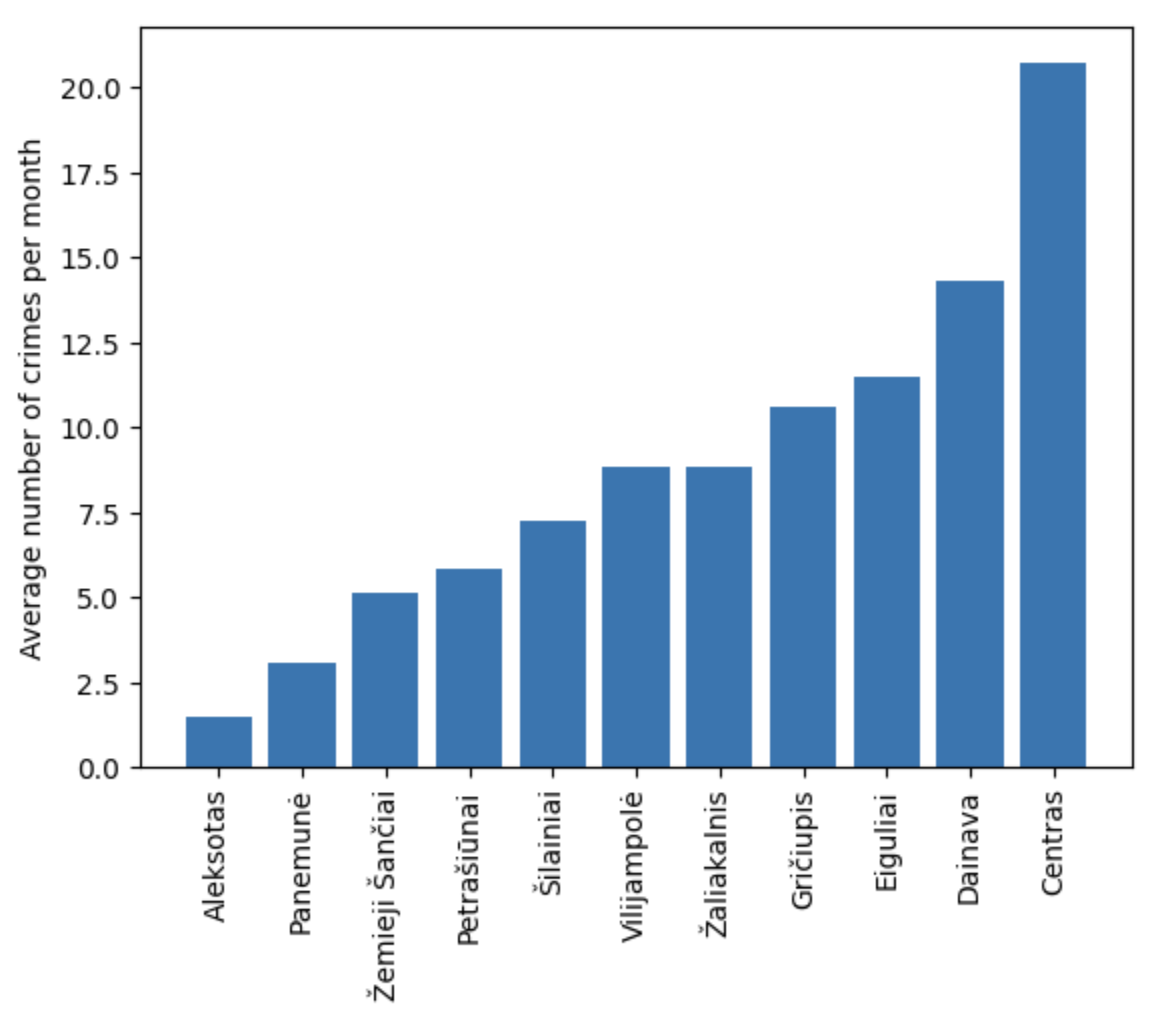 Average number of crimes per month
20.0
17.5
15.0
12.5
10.0
7.5
5.0
2.5
0.0
Aleksotas
Panemunė
Žemieji Šančiai
Petrašiūnai
Šilainiai
Vilijampolė
Žaliakalnis
Gričiupis
Eiguliai
Dainava
Centras